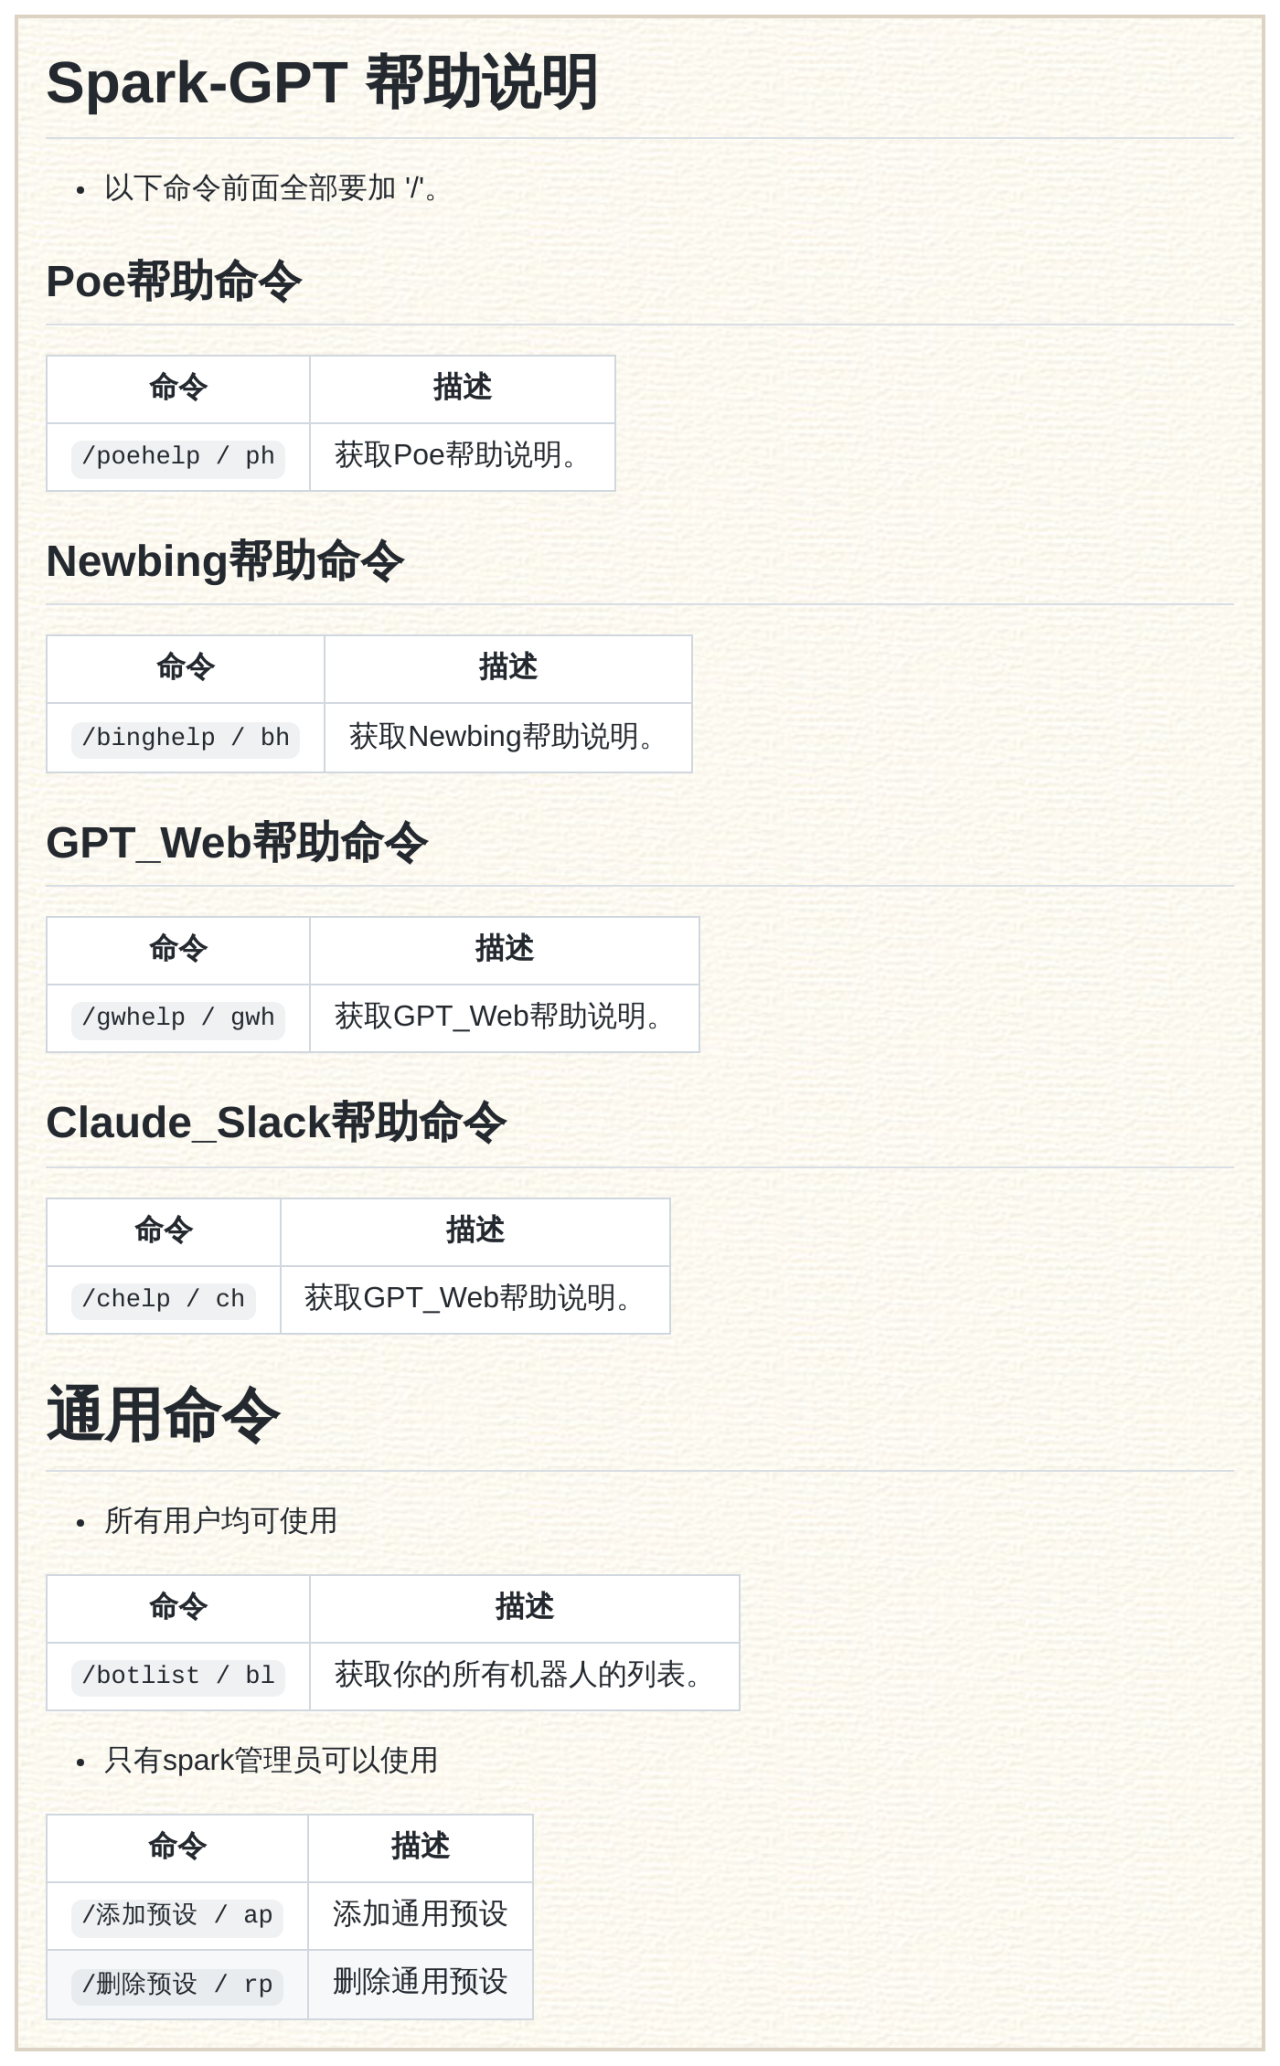 Spark-GPT 帮助说明
• 以下命令前面全部要加 '/'。
Poe帮助命令
命令 描述
/poehelp / ph 获取Poe帮助说明。
Newbing帮助命令
命令 描述
/binghelp / bh 获取Newbing帮助说明。
GPT_Web帮助命令
命令 描述
/gwhelp / gwh 获取GPT_Web帮助说明。
Claude_Slack帮助命令
命令 描述
/chelp / ch 获取GPT_Web帮助说明。
通用命令
• 所有用户均可使用
命令 描述
/botlist / bl 获取你的所有机器人的列表。
• 只有spark管理员可以使用
命令 描述
/添加预设 / ap 添加通用预设
/删除预设 / rp 删除通用预设